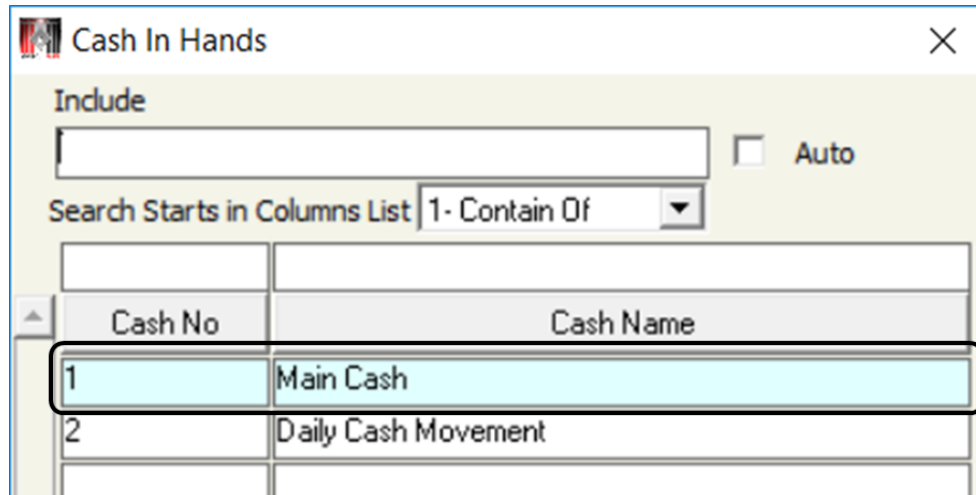 Cash In Hands
Include
Auto
Search Starts in Columns List 1- Contain Of
Cash No Cash Name
1 Main Cash
2 Daily Cash Movement